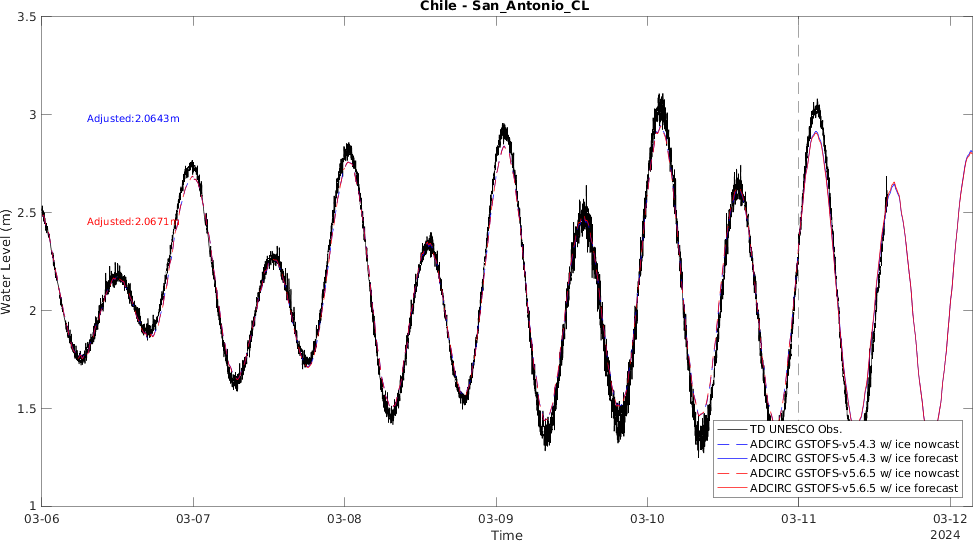 Chile - San_Antonio_CL
3.5
3
2.5
2
1.5
1
Water Level (m)
Adjusted:2.0643m
Adjusted:2.0671m
TD UNESCO Obs.
ADCIRC GSTOFS-v5.4.3 w/ ice nowcast
ADCIRC GSTOFS-v5.4.3 w/ ice forecast
ADCIRC GSTOFS-v5.6.5 w/ ice nowcast
ADCIRC GSTOFS-v5.6.5 w/ ice forecast
03-06 03-07 03-08 03-09 03-10 03-11 03-12
Time
2024